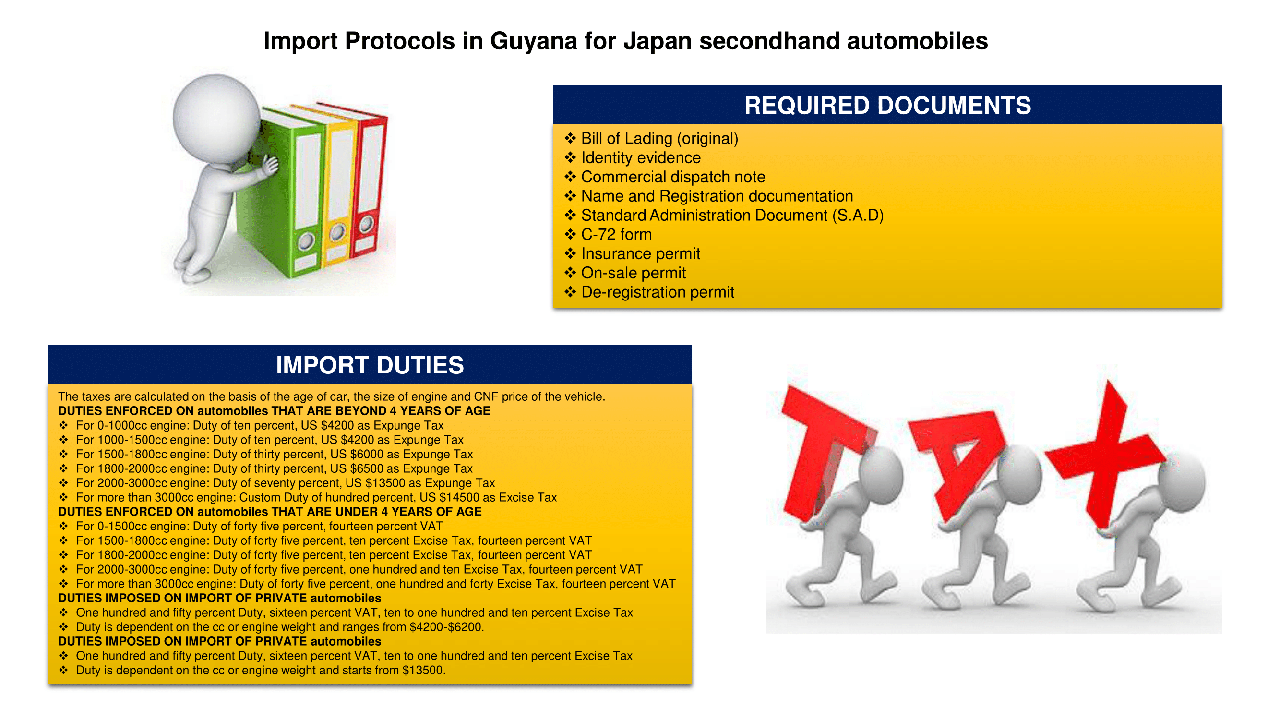 Import Protocols in Guyana for Japan secondhand automobiles
REQUIRED DOCUMENTS
❖ Bill of Lading (original)
❖ Identity evidence
❖ Commercial dispatch note
❖ Name and Registration documentation
❖ Standard Administration Document (S.A.D)
❖ C-72 form
❖ Insurance permit
❖ On-sale permit
❖ De-registration permit
IMPORT DUTIES
The taxes are calculated on the basis of the age of car, the size of engine and CNF price of the vehicle.
DUTIES ENFORCED ON automobiles THAT ARE BEYOND 4 YEARS OF AGE
❖ For 0-1000cc engine: Duty of ten percent, US $4200 as Expunge Tax
❖ For 1000-1500cc engine: Duty of ten percent, US $4200 as Expunge Tax
❖ For 1500-1800cc engine: Duty of thirty percent, US $6000 as Expunge Tax
❖ For 1800-2000cc engine: Duty of thirty percent, US $6500 as Expunge Tax
❖ For 2000-3000cc engine: Duty of seventy percent, US $13500 as Expunge Tax
❖ For more than 3000cc engine: Custom Duty of hundred percent, US $14500 as Excise Tax
DUTIES ENFORCED ON automobiles THAT ARE UNDER 4 YEARS OF AGE
❖ For 0-1500cc engine: Duty of forty five percent, fourteen percent VAT
❖ For 1500-1800cc engine: Duty of forty five percent, ten percent Excise Tax, fourteen percent VAT
❖ For 1800-2000cc engine: Duty of forty five percent, ten percent Excise Tax, fourteen percent VAT
❖ For 2000-3000cc engine: Duty of forty five percent, one hundred and ten Excise Tax, fourteen percent VAT
❖ For more than 3000cc engine: Duty of forty five percent, one hundred and forty Excise Tax, fourteen percent VAT
DUTIES IMPOSED ON IMPORT OF PRIVATE automobiles
❖ One hundred and fifty percent Duty, sixteen percent VAT, ten to one hundred and ten percent Excise Tax
❖ Duty is dependent on the cc or engine weight and ranges from $4200-$6200.
DUTIES IMPOSED ON IMPORT OF PRIVATE automobiles
❖ One hundred and fifty percent Duty, sixteen percent VAT, ten to one hundred and ten percent Excise Tax
❖ Duty is dependent on the cc or engine weight and starts from $13500.
TAX